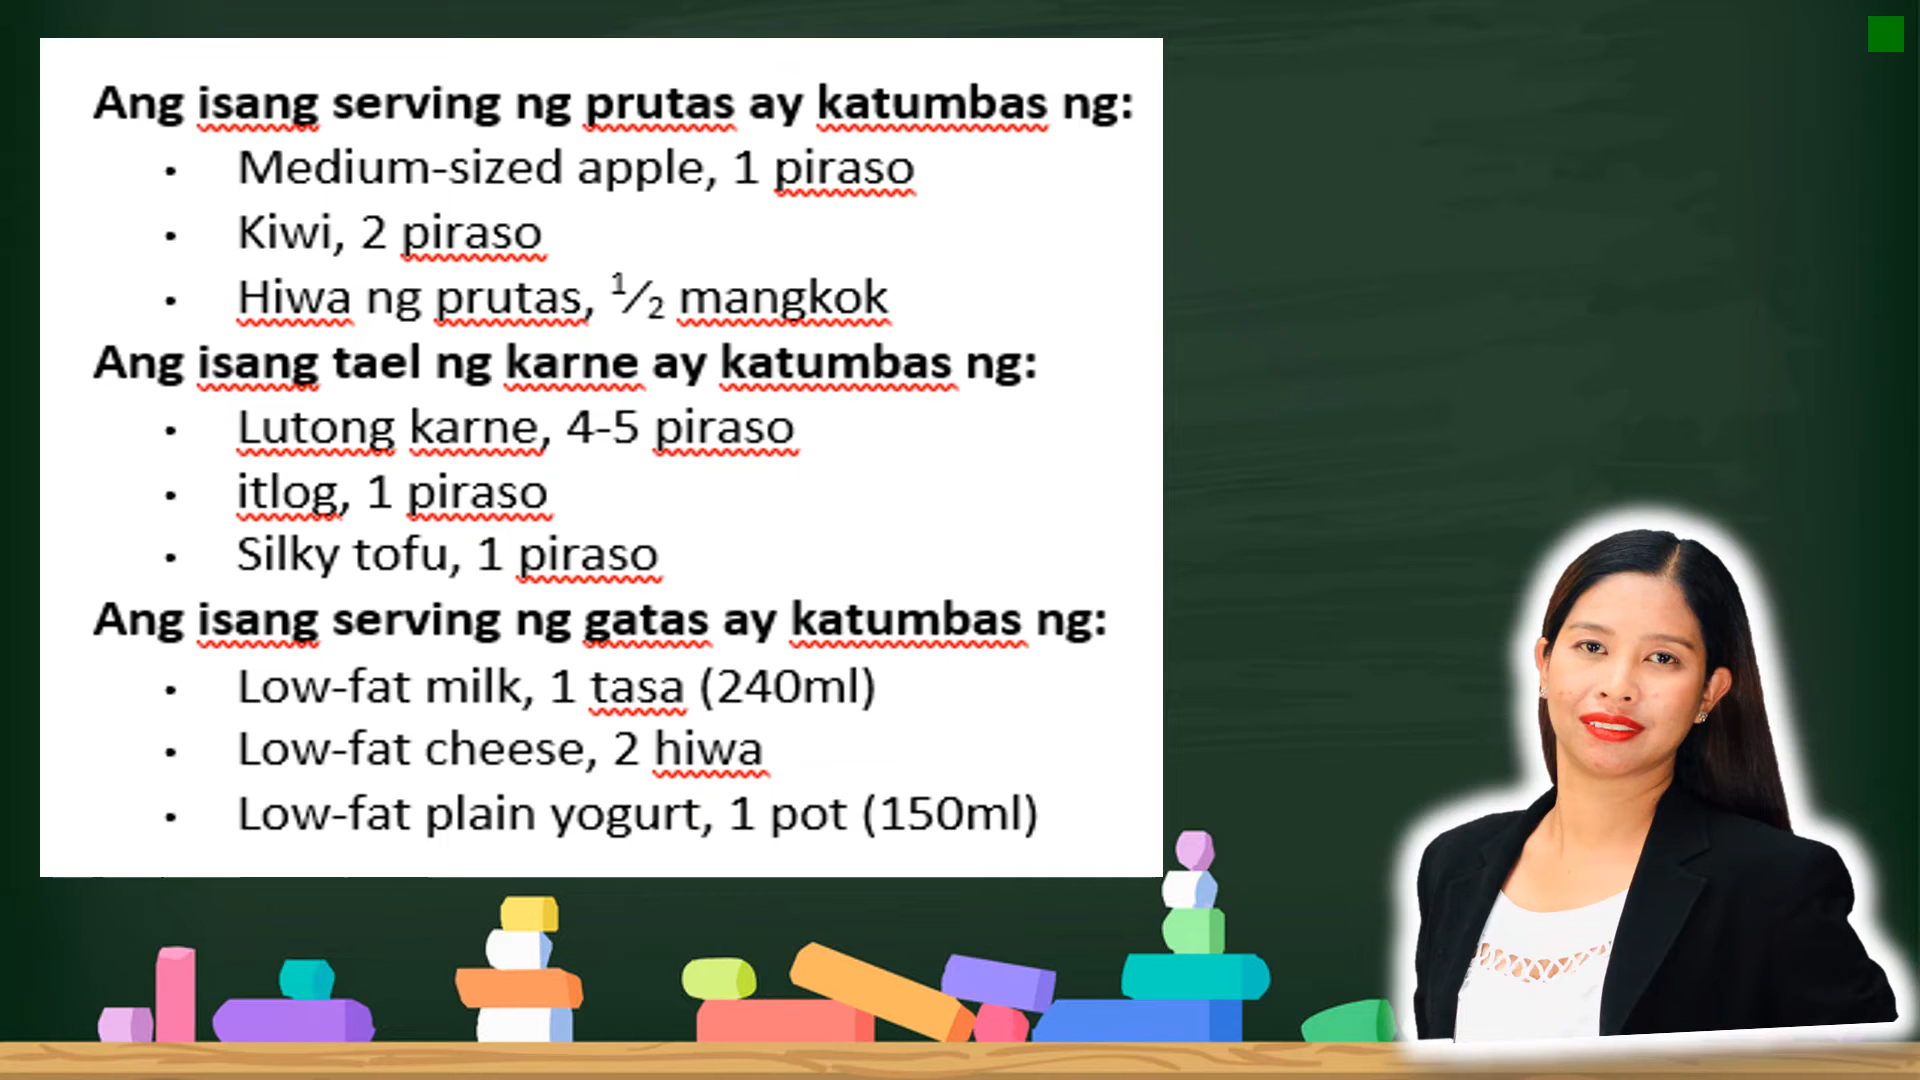 Ang isang serving ng prutas ay katumbas ng:
• Medium-sized apple, 1 piraso
• Kiwi, 2 piraso
• Hiwa ng prutas, 1⁄2 mangkok
Ang isang tael ng karne ay katumbas ng:
• Lutong karne, 4-5 piraso
• itlog, 1 piraso
• Silky tofu, 1 piraso
Ang isang serving ng gatas ay katumbas ng:
• Low-fat milk, 1 tasa (240ml)
• Low-fat cheese, 2 hiwa
• Low-fat plain yogurt, 1 pot (150ml)